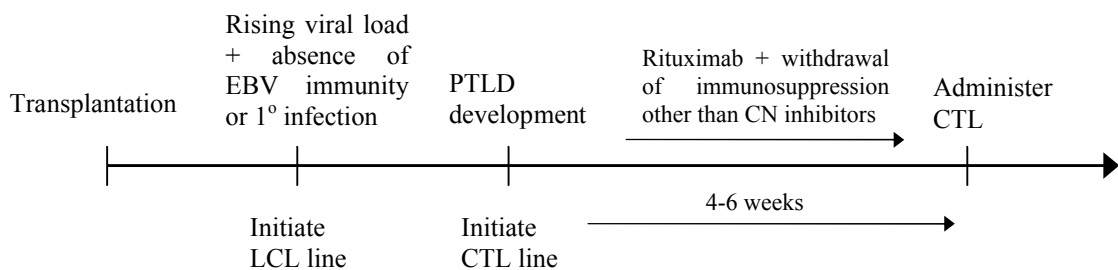 Transplantation
Rising viral load
+ absence of
EBV immunity
or 1º infection
PTLD
development
Rituximab + withdrawal
of immunosuppression
other than CN inhibitors
Administer
CTL
Initiate
LCL line
Initiate
CTL line
4-6 weeks